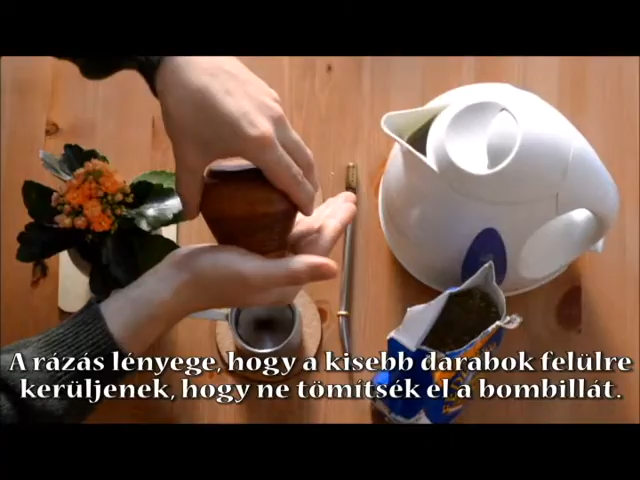 A rázás lényege, hogy a kisebb darabok felülre
kerüljenek, hogy ne tömítsék el a bombillát.